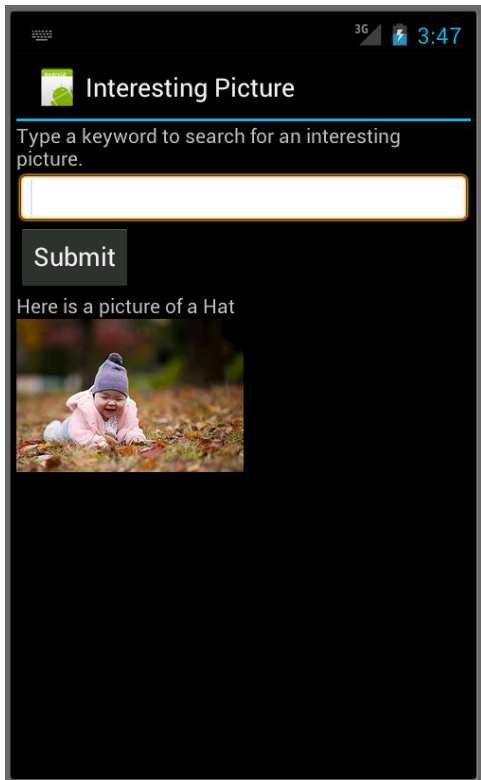 3G 3:47
Android
Interesting Picture
Type a keyword to search for an interesting
picture.
Submit
Here is a picture of a Hat